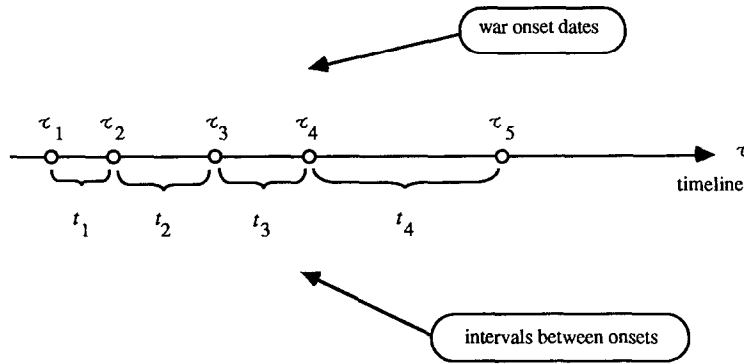 war onset dates
τ1 τ2 τ3 τ4 τ5
τ
timeline
t1 t2 t3 t4
intervals between onsets